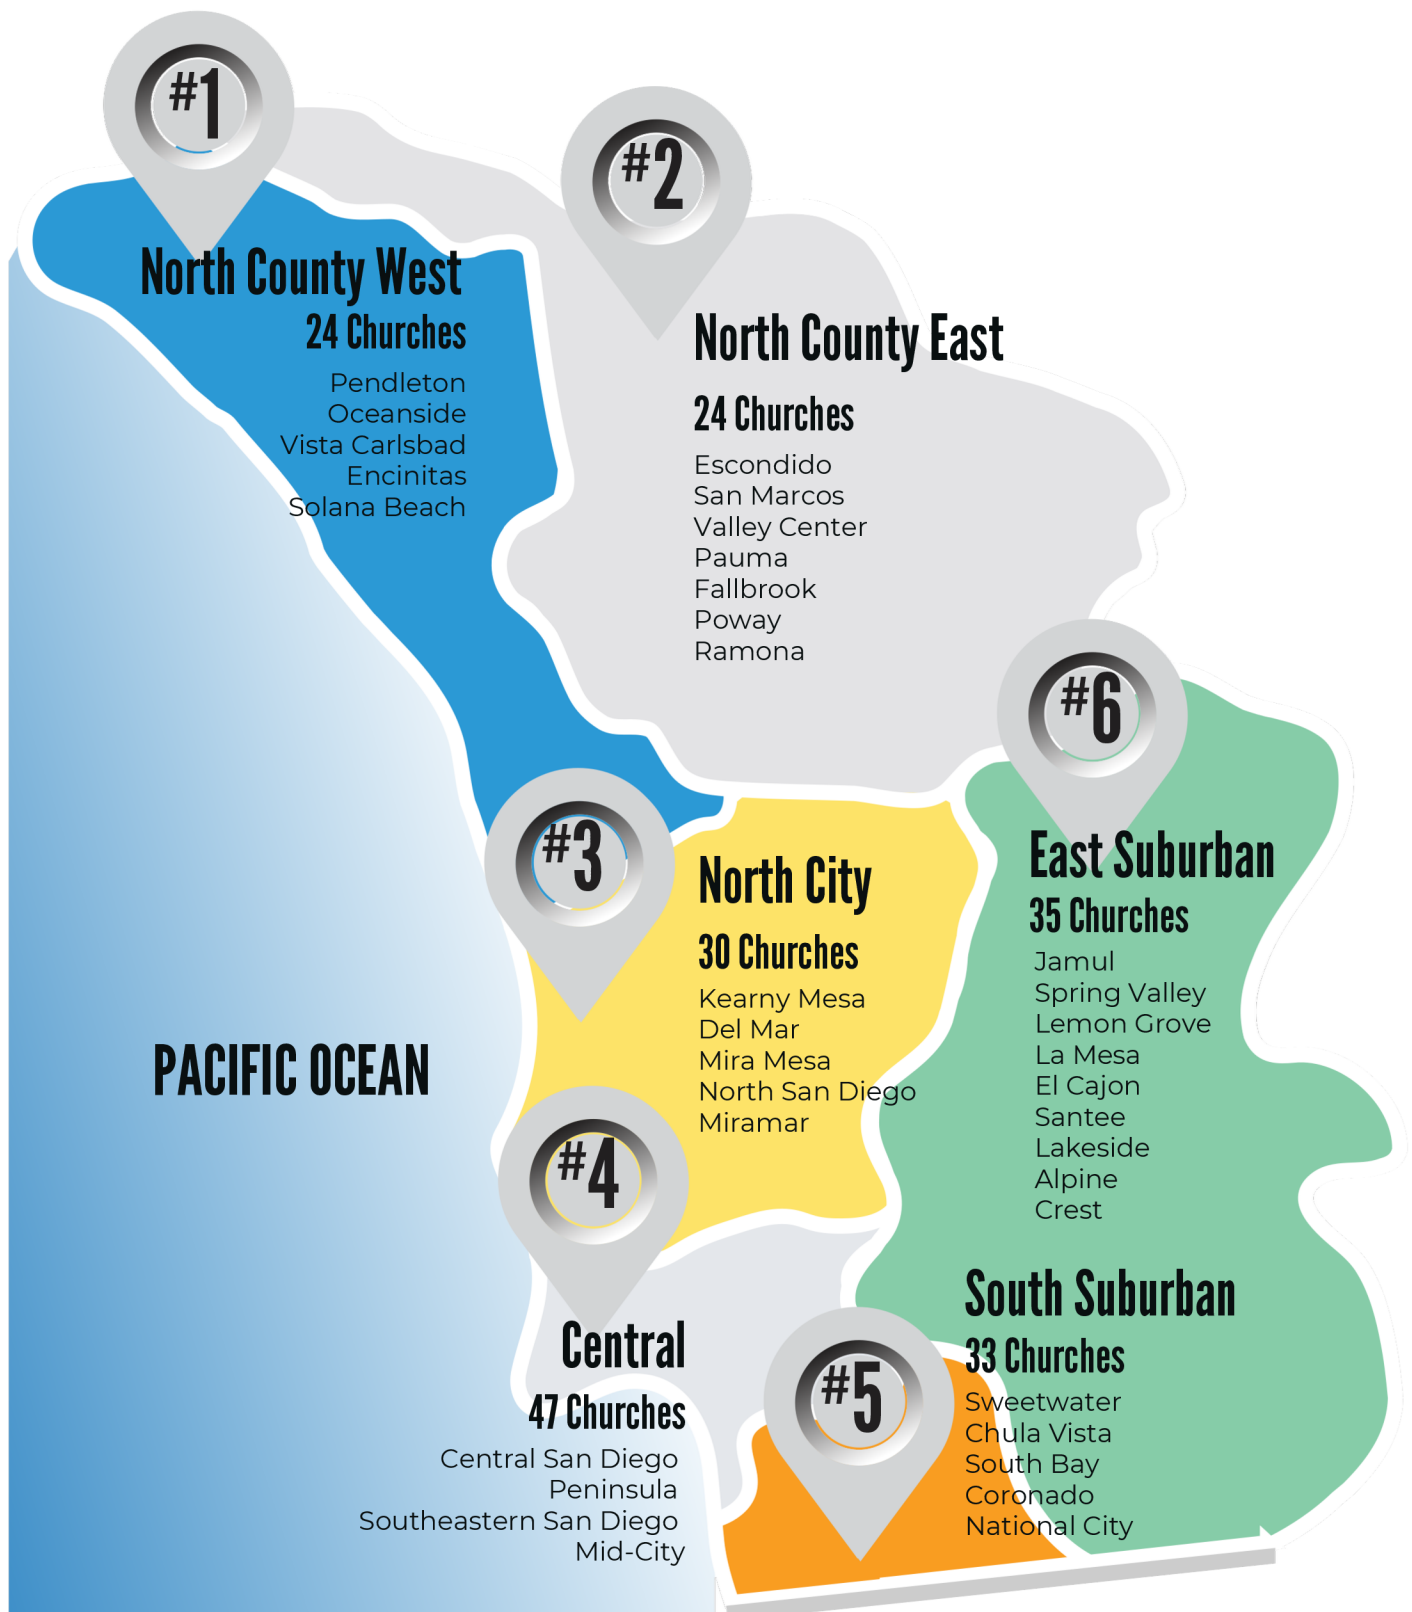 #1
North County West
24 Churches
Pendleton
Oceanside
Vista Carlsbad
Encinitas
Solana Beach
#2
North County East
24 Churches
Escondido
San Marcos
Valley Center
Pauma
Fallbrook
Poway
Ramona
#3
North City
30 Churches
Kearny Mesa
Del Mar
Mira Mesa
North San Diego
Miramar
#6
East Suburban
35 Churches
Jamul
Spring Valley
Lemon Grove
La Mesa
El Cajon
Santee
Lakeside
Alpine
Crest
PACIFIC OCEAN
#4
Central
47 Churches
Central San Diego
Peninsula
Southeastern San Diego
Mid-City
#5
South Suburban
33 Churches
Sweetwater
Chula Vista
South Bay
Coronado
National City